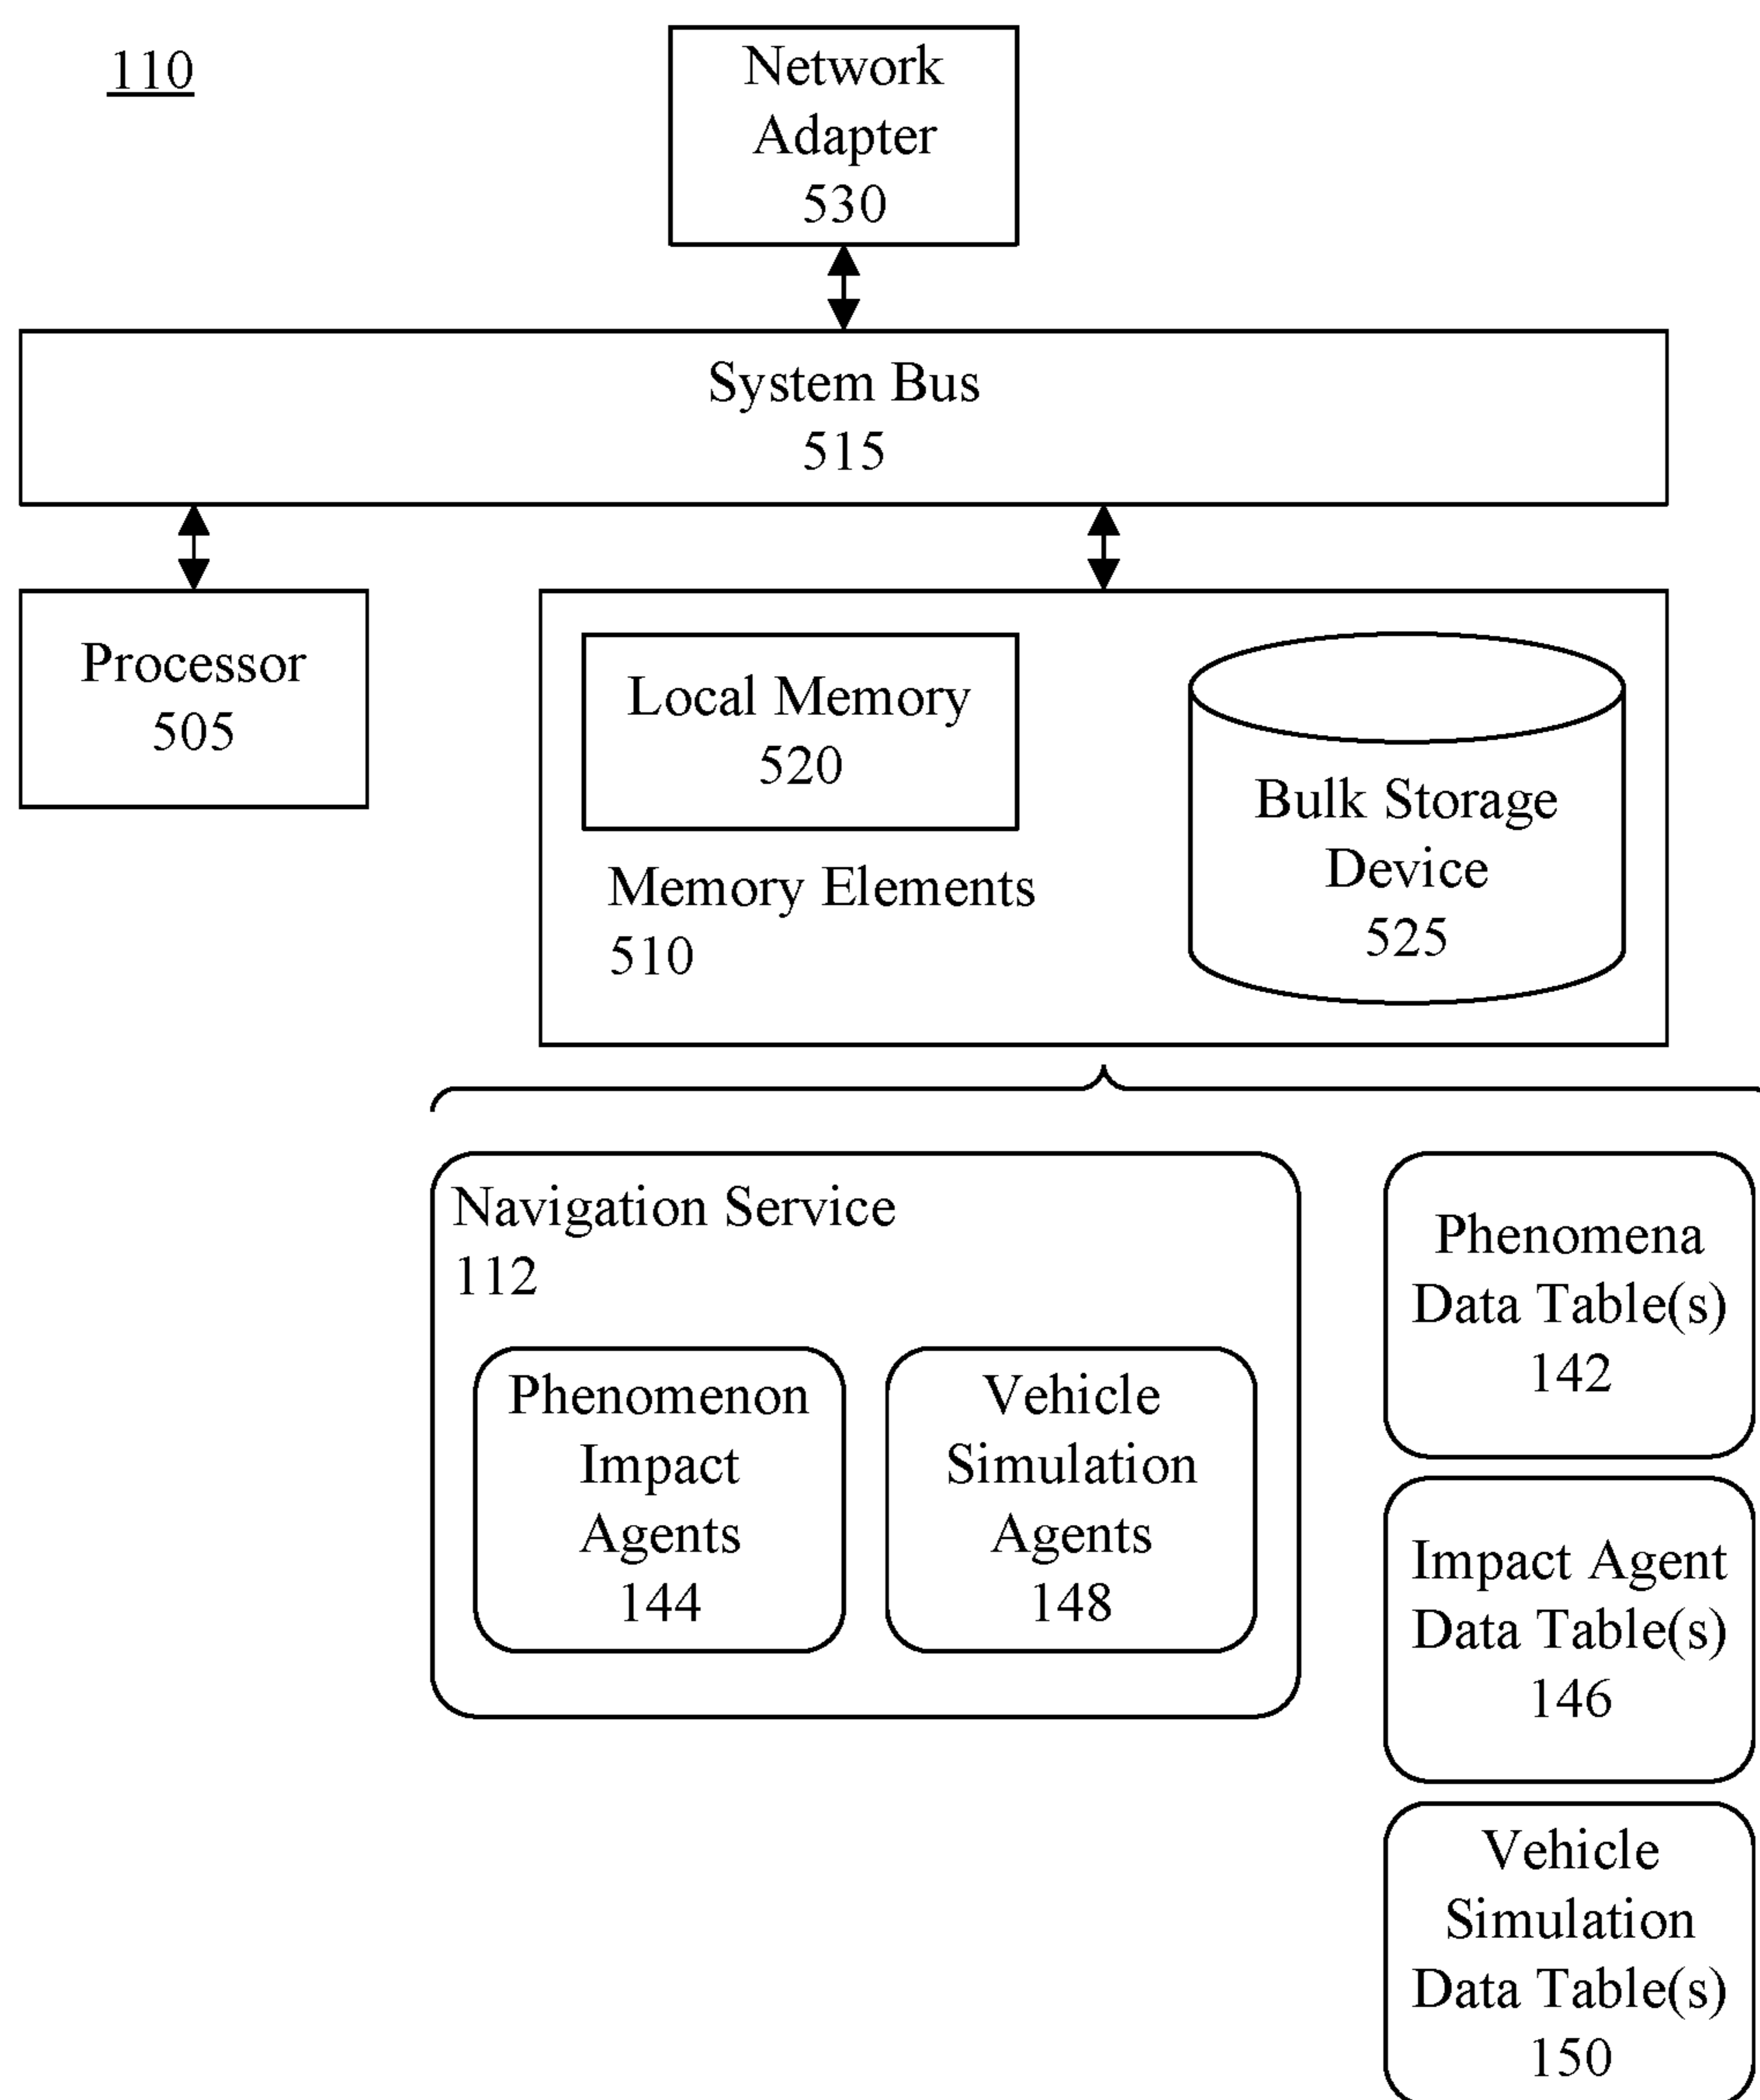 110
Network
Adapter
530
System Bus
515
Processor
505
Local Memory
520
Memory Elements
510
Bulk Storage
Device
525
Navigation Service
112
Phenomenon
Impact
Agents
144
Vehicle
Simulation
Agents
148
Phenomena
Data Table(s)
142
Impact Agent
Data Table(s)
146
Vehicle
Simulation
Data Table(s)
150